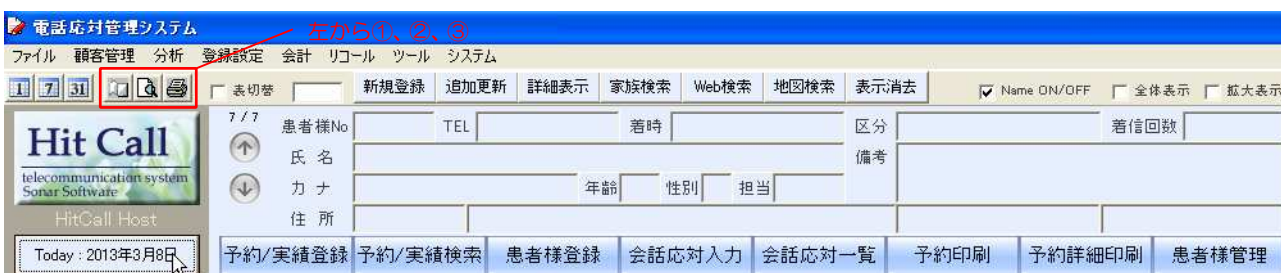 電話応対管理システム
左から①、②、③
ファイル 顧客管理 分析 登録設定 会計 リコール ツール システム
1 7 31 表切替 新規登録 追加更新 詳細表示 家族検索 Web検索 地図検索 表示消去 Name ON/OFF 全体表示 拡大表示
7 / 7
患者様No TEL 着時 区分 着信回数
Hit Call
telecommunication system
Sonar Software
氏 名 備考
カ ナ 年齢 性別 担当
HitCall Host
住 所
Today : 2013年3月8日
予約/実績登録 予約/実績検索 患者様登録 会話応対入力 会話応対一覧 予約印刷 予約詳細印刷 患者様管理